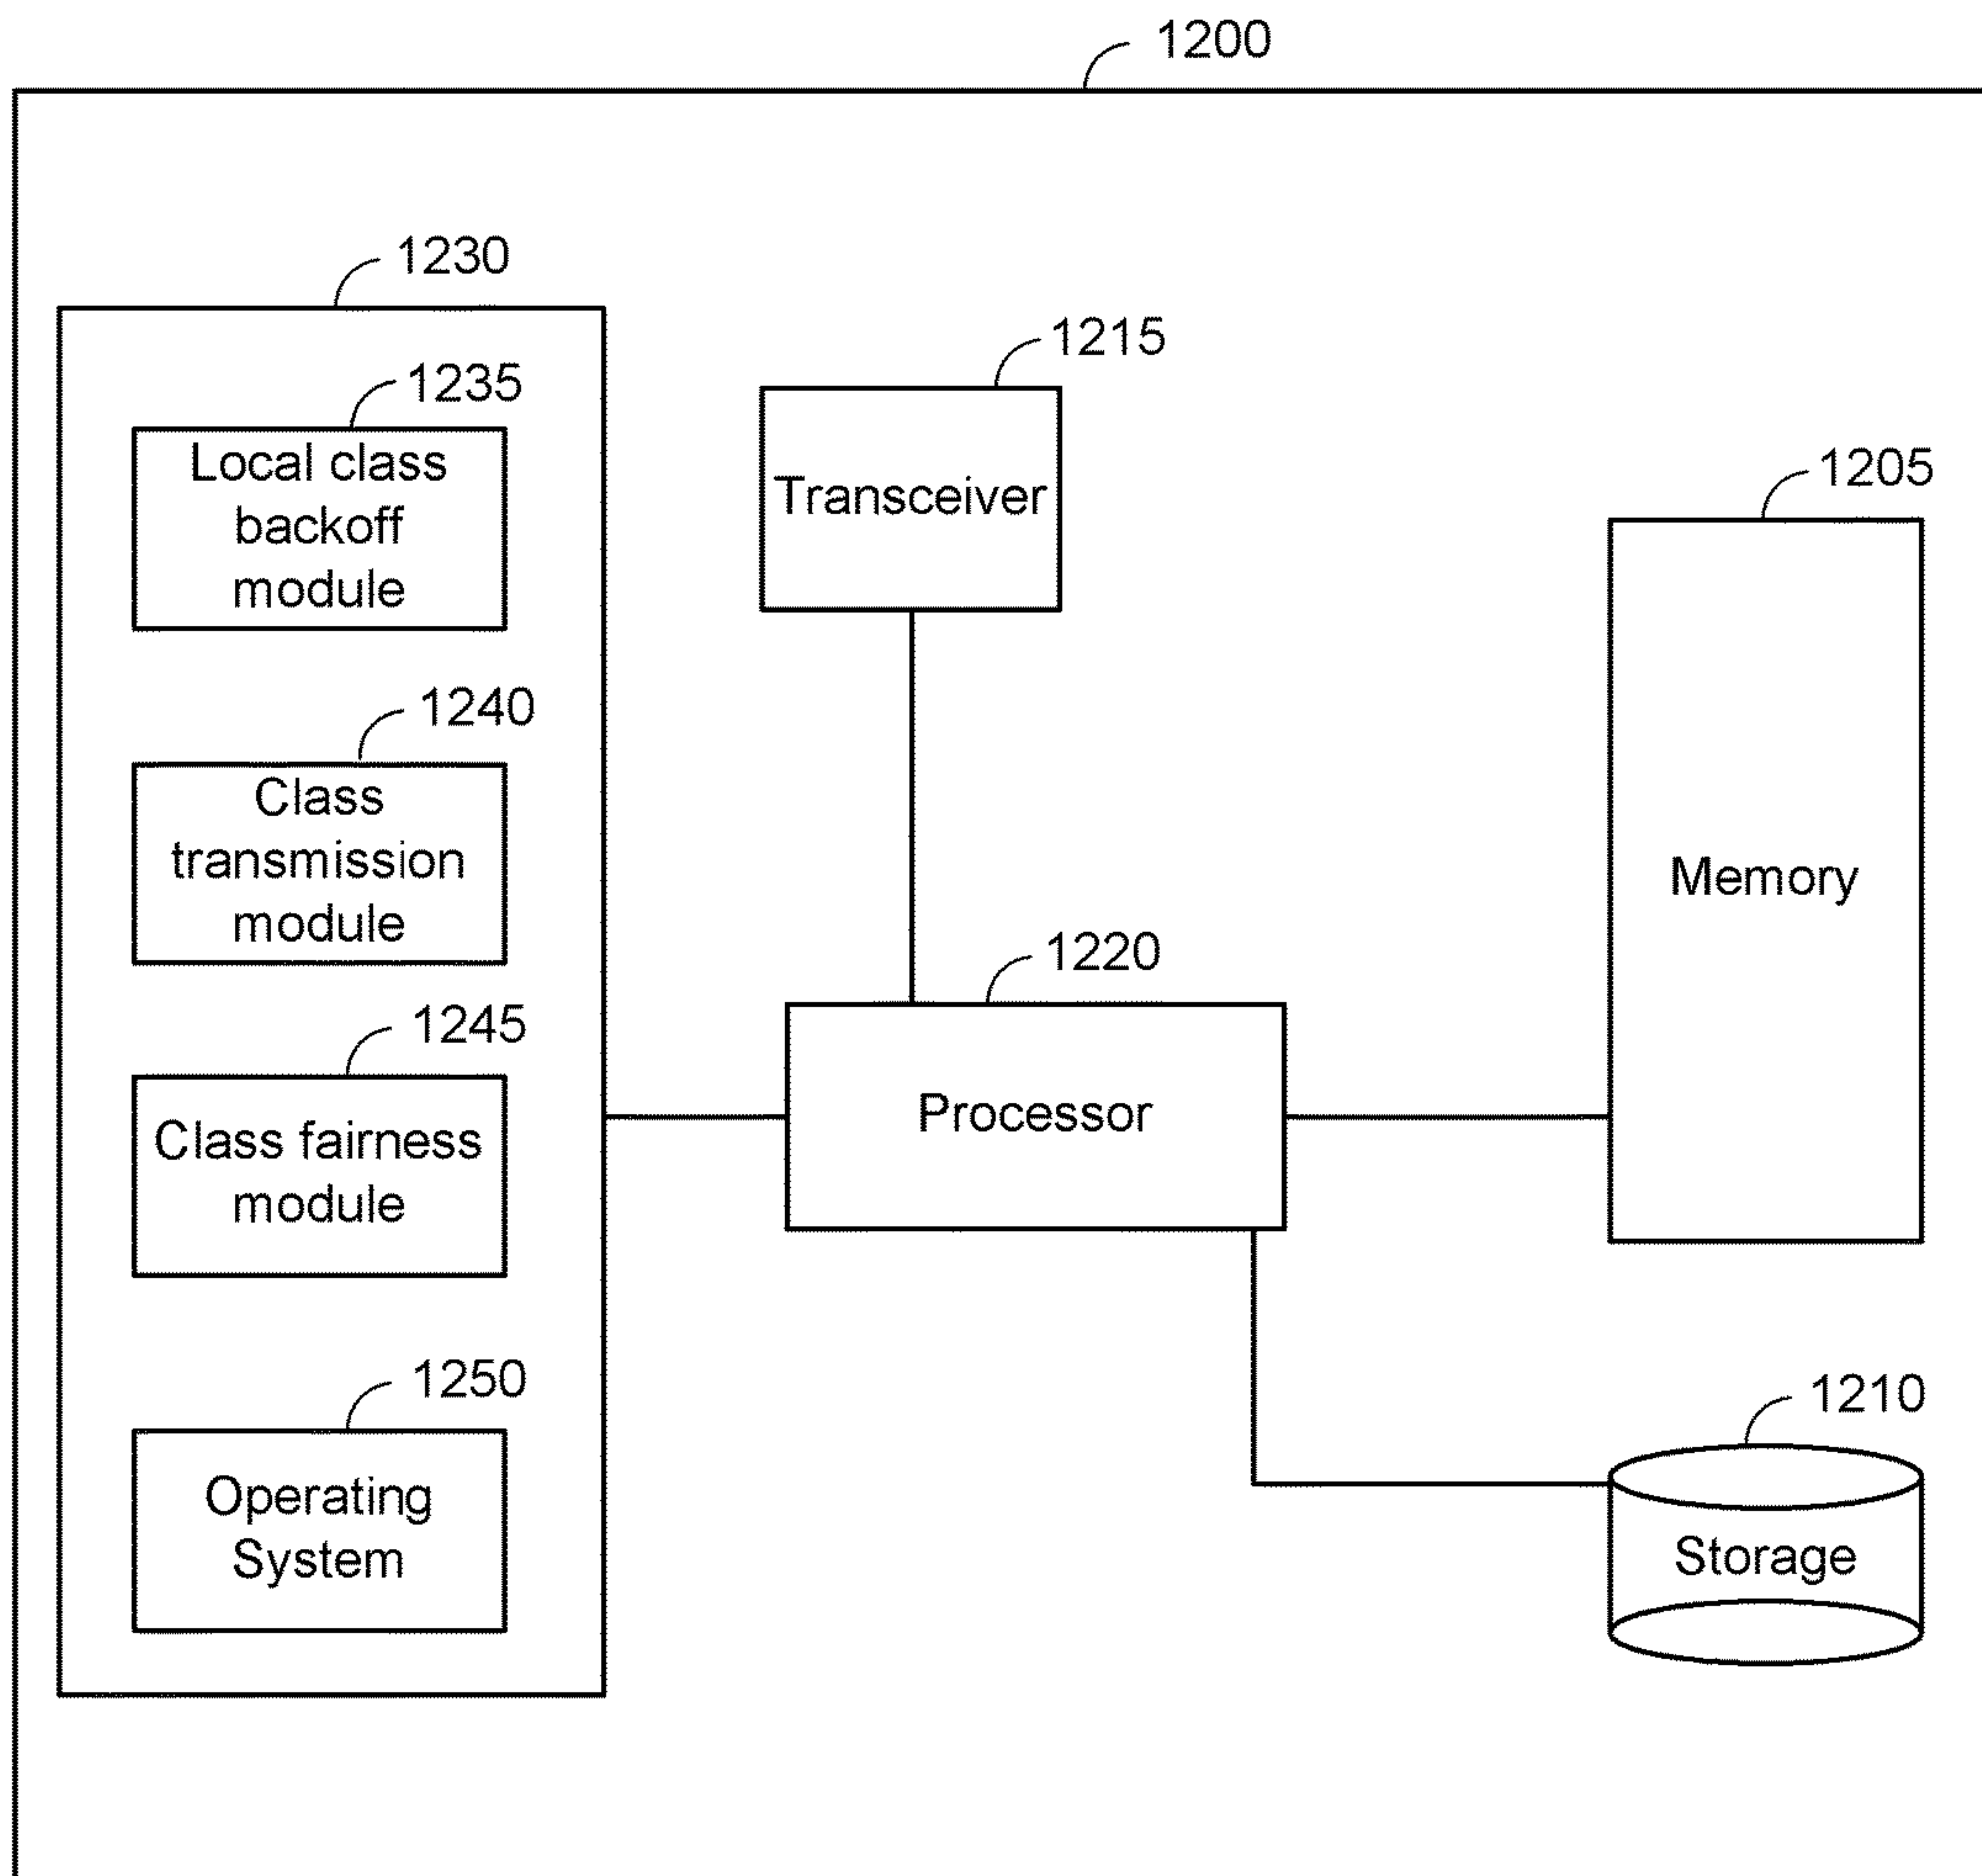 1200
1230
1235
Local class
backoff
module
1240
Class
transmission
module
1245
Class fairness
module
1250
Operating
System
1215
Transceiver
1220
Processor
1205
Memory
1210
Storage